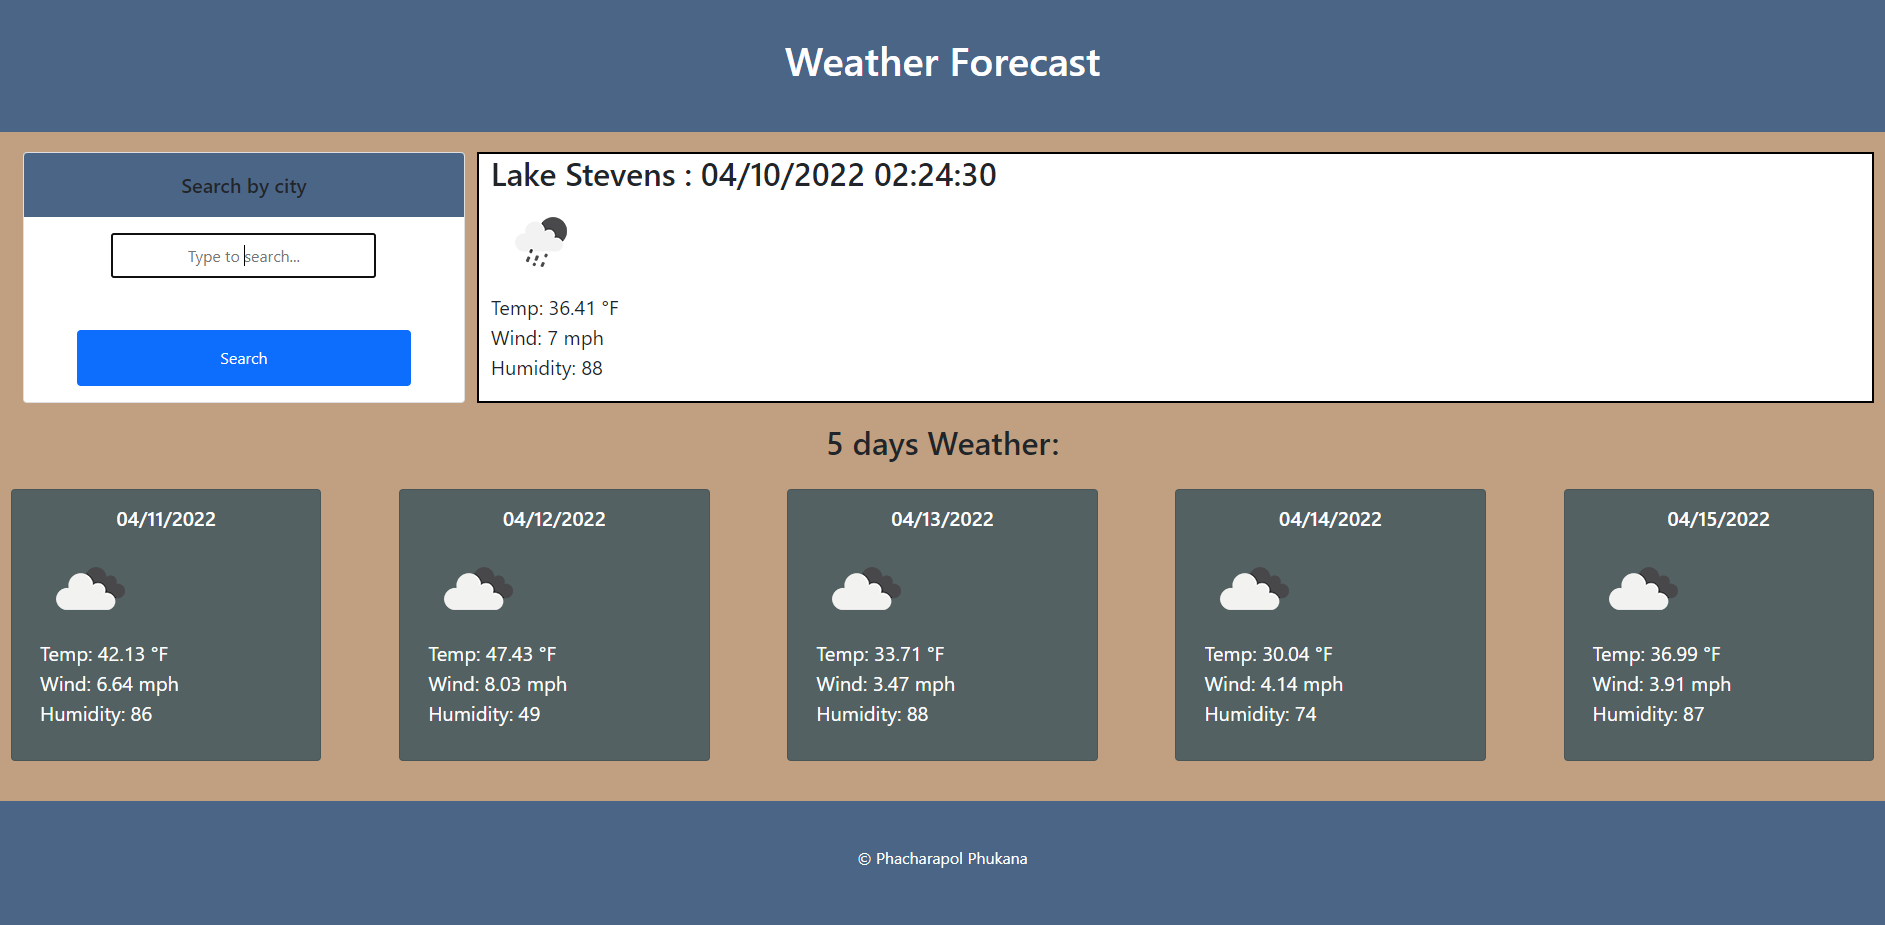 Weather Forecast
Search by city
Type to search...
Search
Lake Stevens : 04/10/2022 02:24:30
Temp: 36.41 °F
Wind: 7 mph
Humidity: 88
5 days Weather:
04/11/2022
Temp: 42.13 °F
Wind: 6.64 mph
Humidity: 86
04/12/2022
Temp: 47.43 °F
Wind: 8.03 mph
Humidity: 49
04/13/2022
Temp: 33.71 °F
Wind: 3.47 mph
Humidity: 88
04/14/2022
Temp: 30.04 °F
Wind: 4.14 mph
Humidity: 74
04/15/2022
Temp: 36.99 °F
Wind: 3.91 mph
Humidity: 87
© Phacharapol Phukana